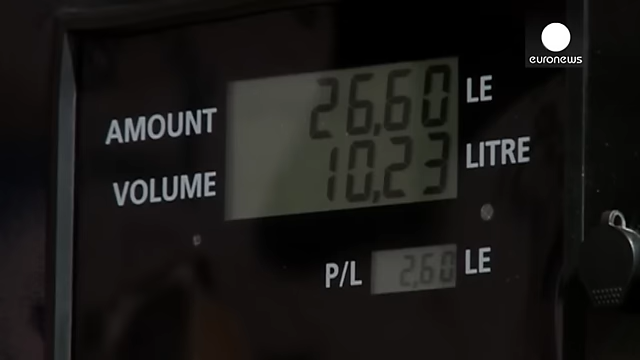 euronews
AMOUNT 26,60 LE
VOLUME 10,23 LITRE
P/L 2,60 LE